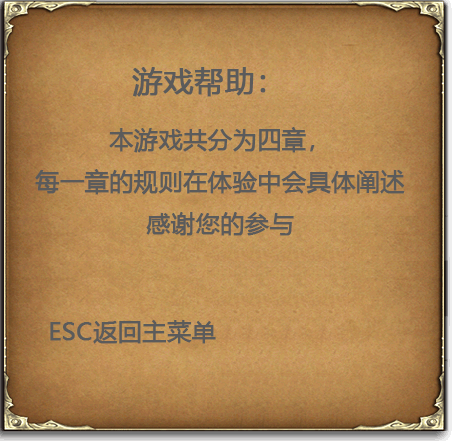 游戏帮助：
本游戏共分为四章，
每一章的规则在体验中会具体阐述
感谢您的参与
ESC返回主菜单